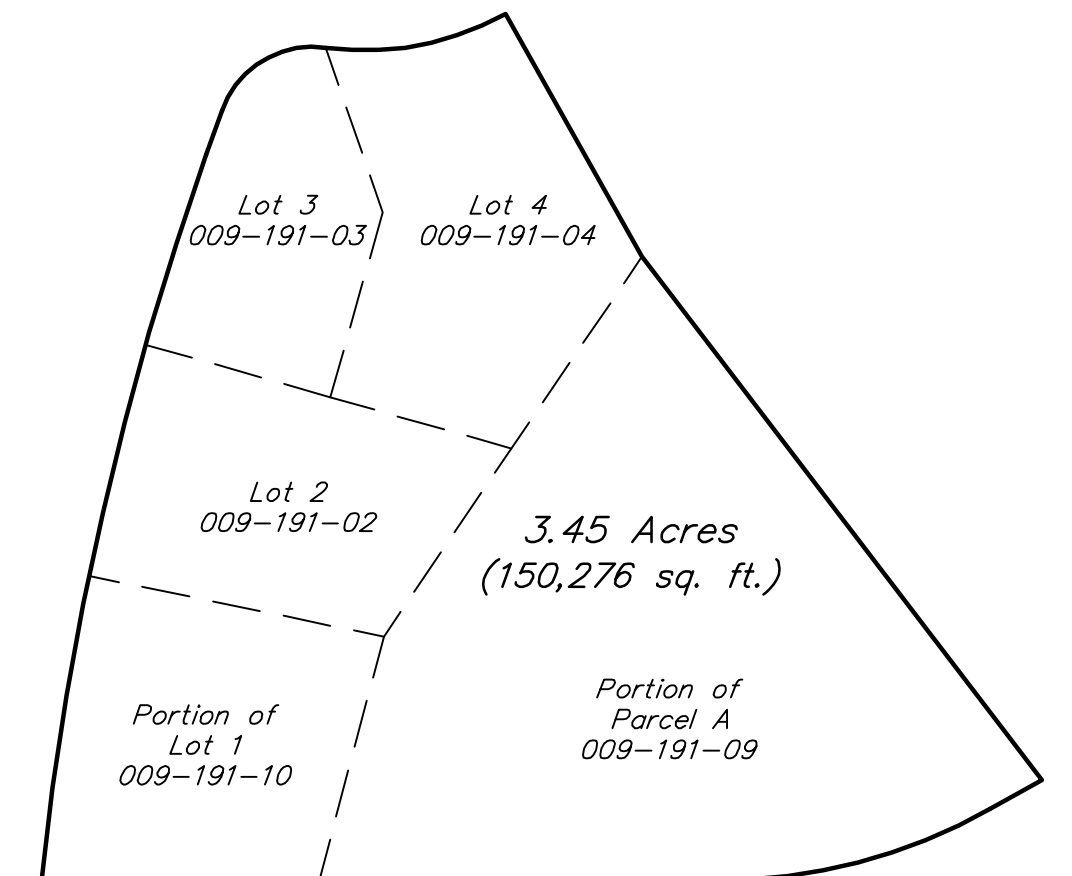 Lot 3
009-191-03
Lot 4
009-191-04
Lot 2
009-191-02
3.45 Acres
(150,276 sq. ft.)
Portion of
Lot 1
009-191-10
Portion of
Parcel A
009-191-09